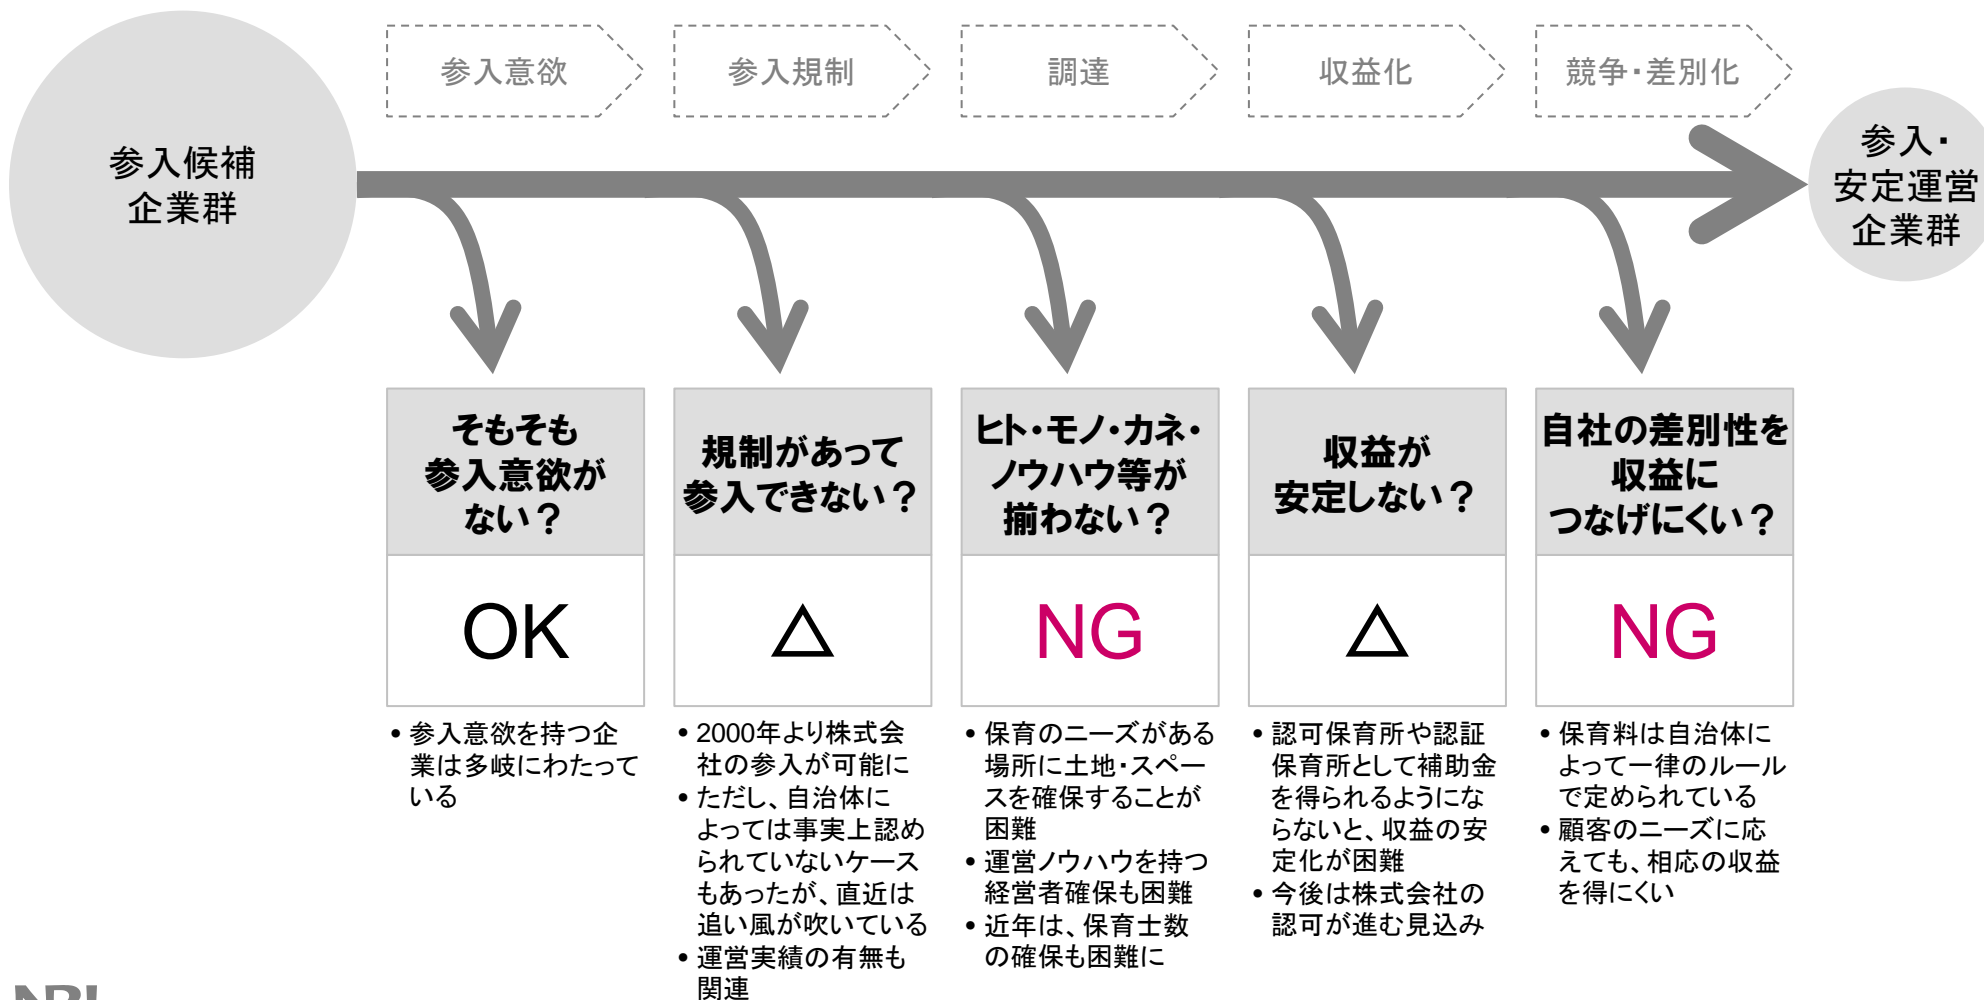 参入意欲
参入規制
調達
収益化
競争・差別化
参入候補
企業群
参入・
安定運営
企業群
そもそも
参入意欲が
ない？
規制があって
参入できない？
ヒト・モノ・カネ・
ノウハウ等が
揃わない？
収益が
安定しない？
自社の差別性を
収益に
つなげにくい？
OK
△
NG
△
NG
• 参入意欲を持つ企
業は多岐にわたって
いる
• 2000年より株式会
社の参入が可能に
• ただし、自治体に
よっては事実上認め
られていないケース
もあったが、直近は
追い風が吹いている
• 運営実績の有無も
関連
• 保育のニーズがある
場所に土地・スペー
スを確保することが
困難
• 運営ノウハウを持つ
経営者確保も困難
• 近年は、保育士数
の確保も困難に
• 認可保育所や認証
保育所として補助金
を得られるようにな
らないと、収益の安
定化が困難
• 今後は株式会社の
認可が進む見込み
• 保育料は自治体に
よって一律のルール
で定められている
• 顧客のニーズに応
えても、相応の収益
を得にくい
NRI